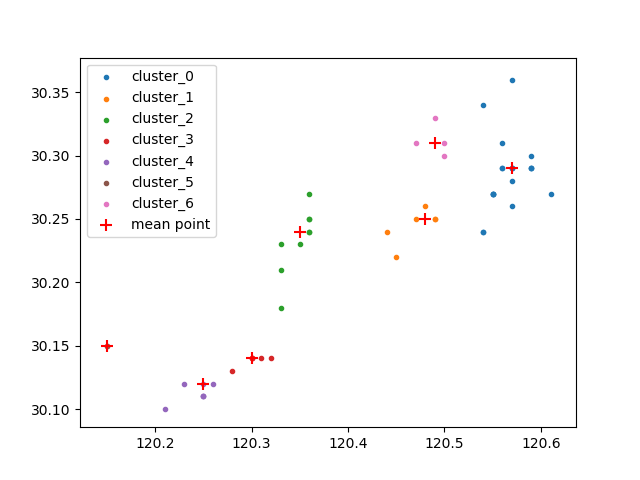 cluster_0
cluster_1
cluster_2
cluster_3
cluster_4
cluster_5
cluster_6
mean point
30.35
30.30
30.25
30.20
30.15
30.10
120.2 120.3 120.4 120.5 120.6